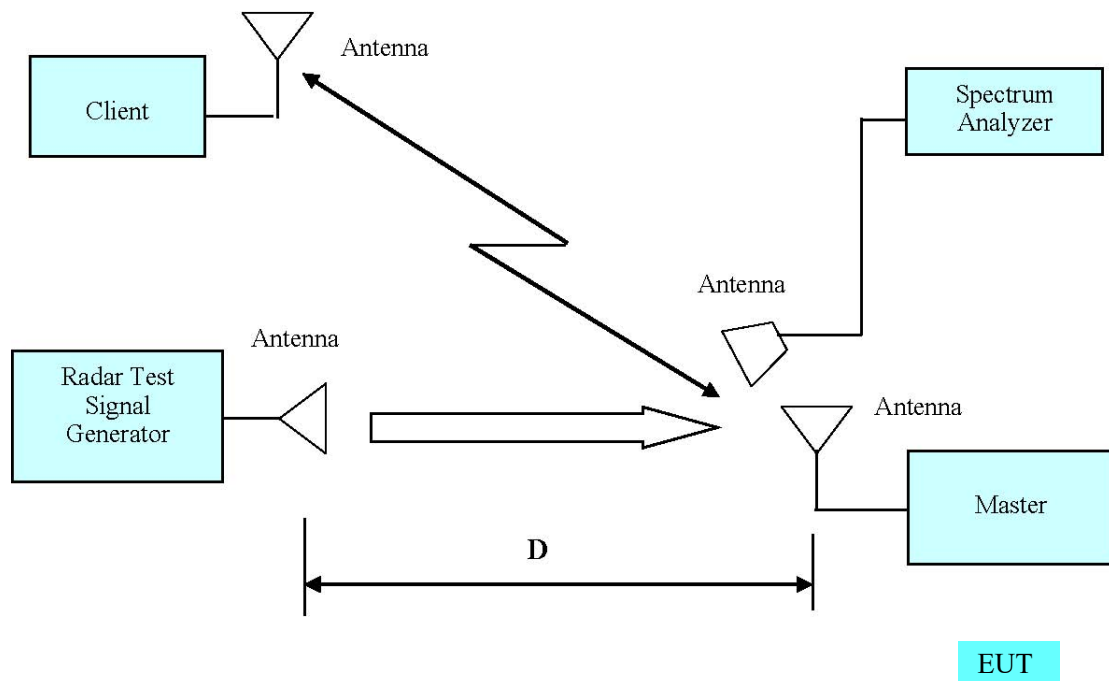 Antenna
Client
Spectrum
Analyzer
Antenna
Antenna
Radar Test
Signal
Generator
Antenna
Master
D
EUT